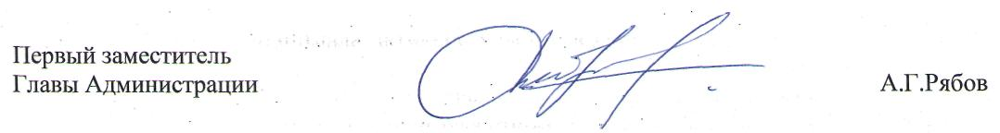 Первый заместитель
Главы Администрации А.Г.Рябов